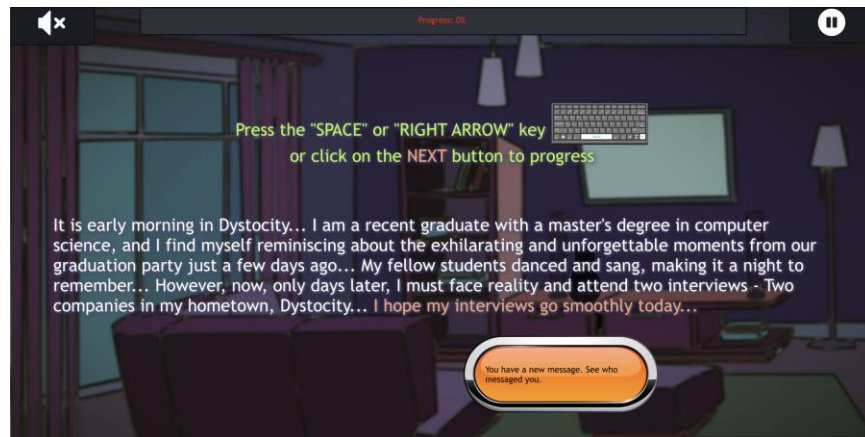 Progress: 0%
Press the "SPACE" or "RIGHT ARROW" key
or click on the NEXT button to progress
It is early morning in Dystocity... I am a recent graduate with a master's degree in computer
science, and I find myself reminiscing about the exhilarating and unforgettable moments from our
graduation party just a few days ago... My fellow students danced and sang, making it a night to
remember... However, now, only days later, I must face reality and attend two interviews - Two
companies in my hometown, Dystocity... I hope my interviews go smoothly today...
You have a new message. See who
messaged you.